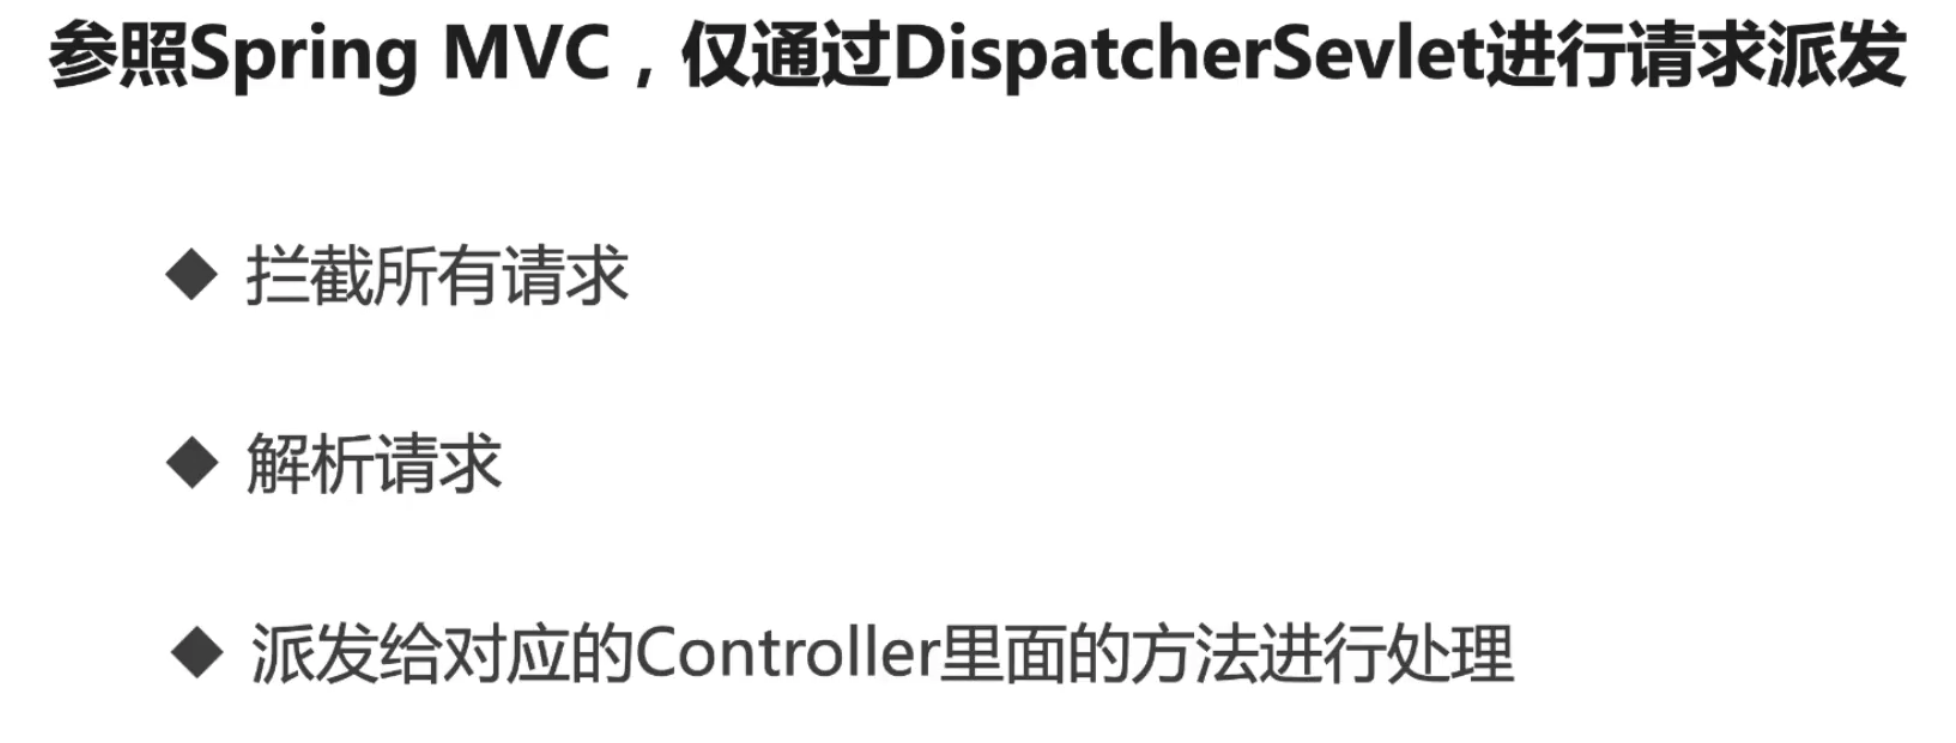 参照Spring MVC，仅通过DispatcherSevlet进行请求派发
◆ 拦截所有请求
◆ 解析请求
◆ 派发给对应的Controller里面的方法进行处理